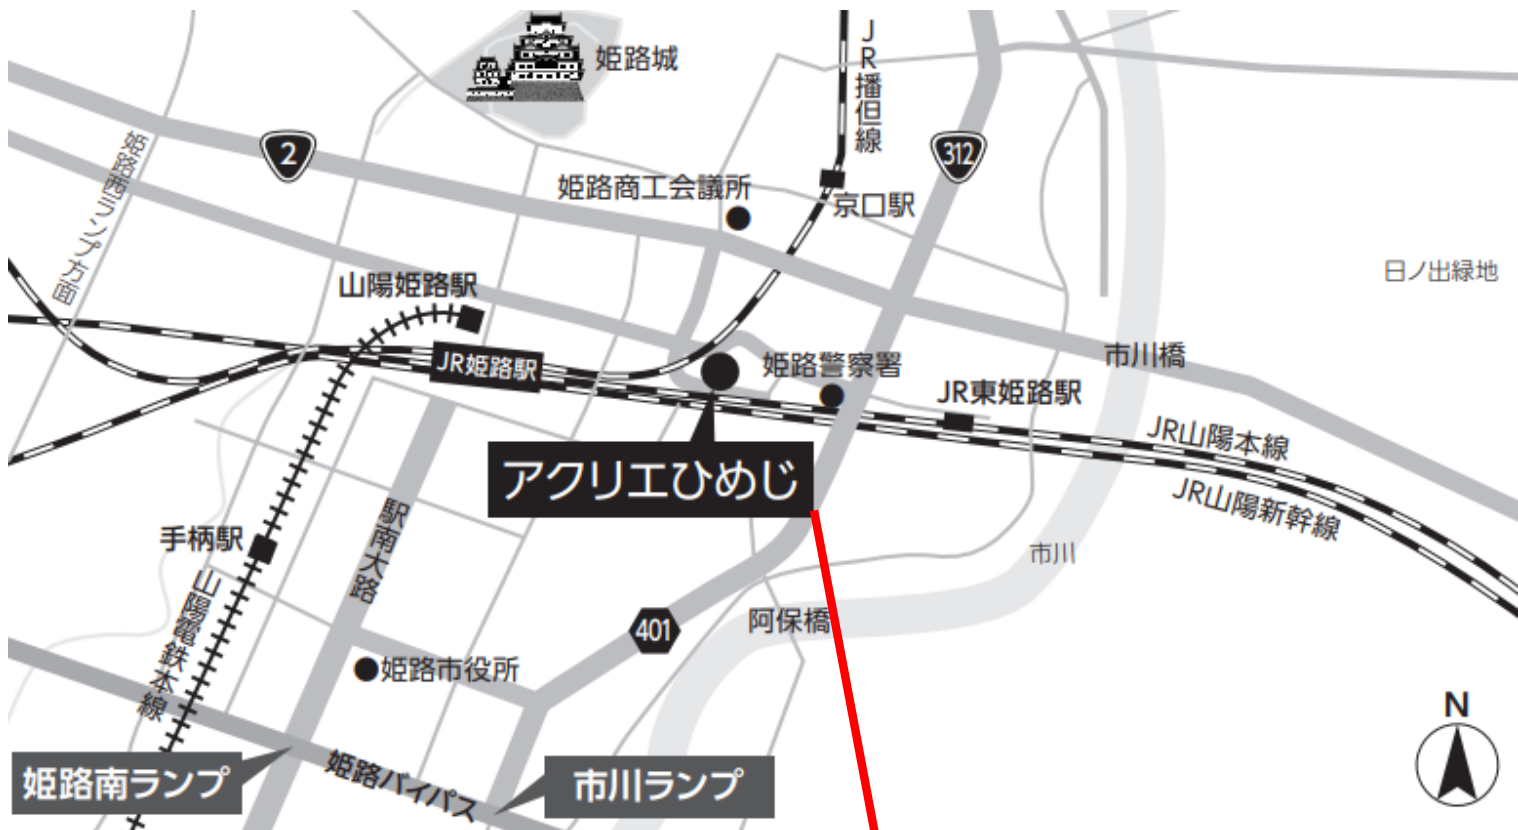 姫路城
JR播但線
2
312
姫路西ランプ方面
姫路商工会議所
京口駅
日ノ出緑地
山陽姫路駅
市川橋
JR姫路駅
姫路警察署
JR東姫路駅
JR山陽本線
アクリエひめじ
JR山陽新幹線
駅南大路
手柄駅
市川
山陽電鉄本線
401
阿保橋
姫路市役所
N
姫路南ランプ
姫路バイパス
市川ランプ